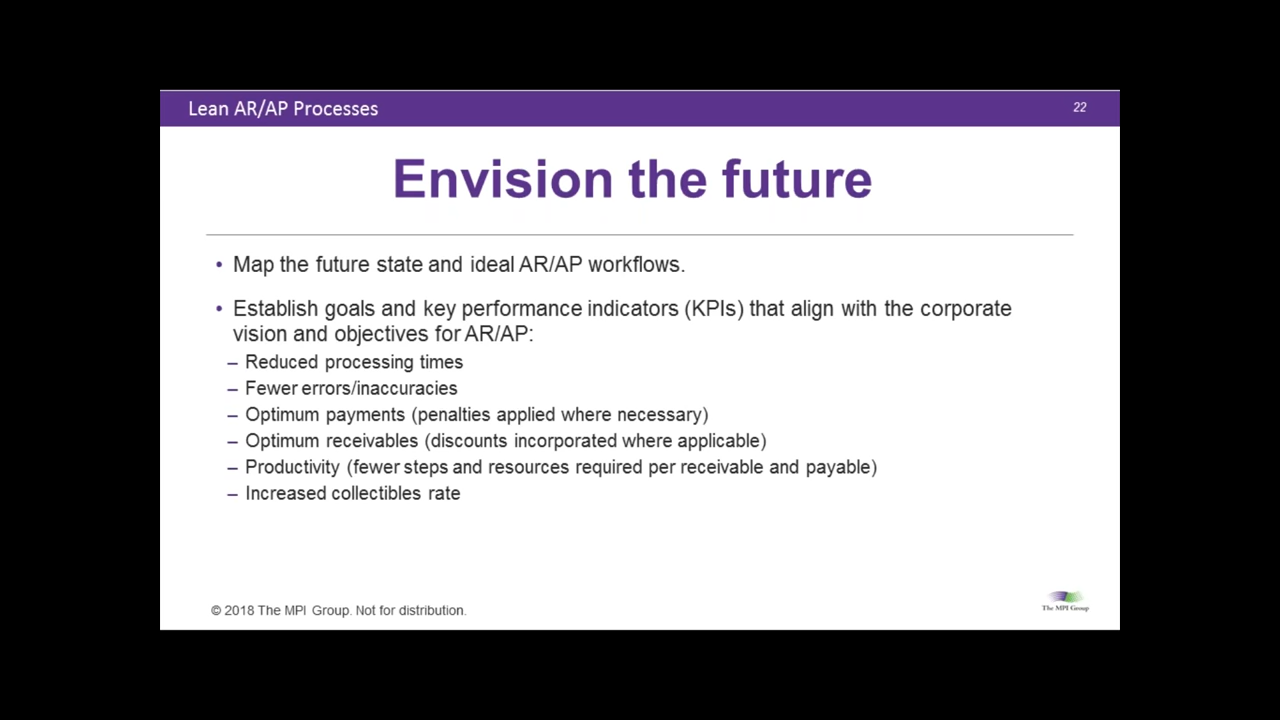 Lean AR/AP Processes
22
Envision the future
• Map the future state and ideal AR/AP workflows.
• Establish goals and key performance indicators (KPIs) that align with the corporate
vision and objectives for AR/AP:
– Reduced processing times
– Fewer errors/inaccuracies
– Optimum payments (penalties applied where necessary)
– Optimum receivables (discounts incorporated where applicable)
– Productivity (fewer steps and resources required per receivable and payable)
– Increased collectibles rate
© 2018 The MPI Group. Not for distribution.
The MPI Group